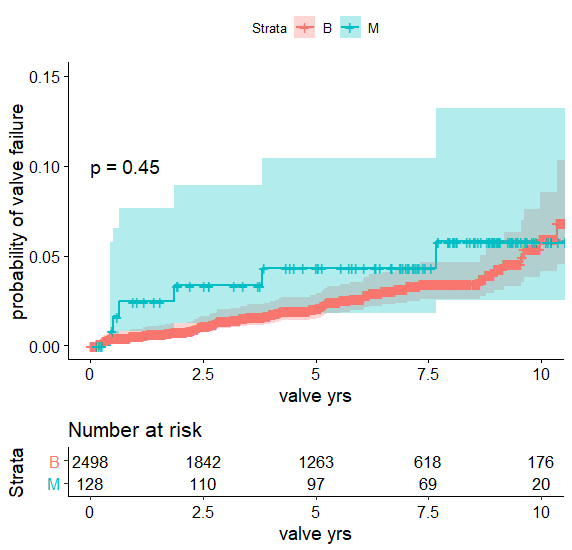 Strata B M
probability of valve failure
0.15
0.10
0.05
0.00
p = 0.45
0 2.5 5 7.5 10
valve yrs
Number at risk
Strata
B 2498 1842 1263 618 176
M 128 110 97 69 20
0 2.5 5 7.5 10
valve yrs